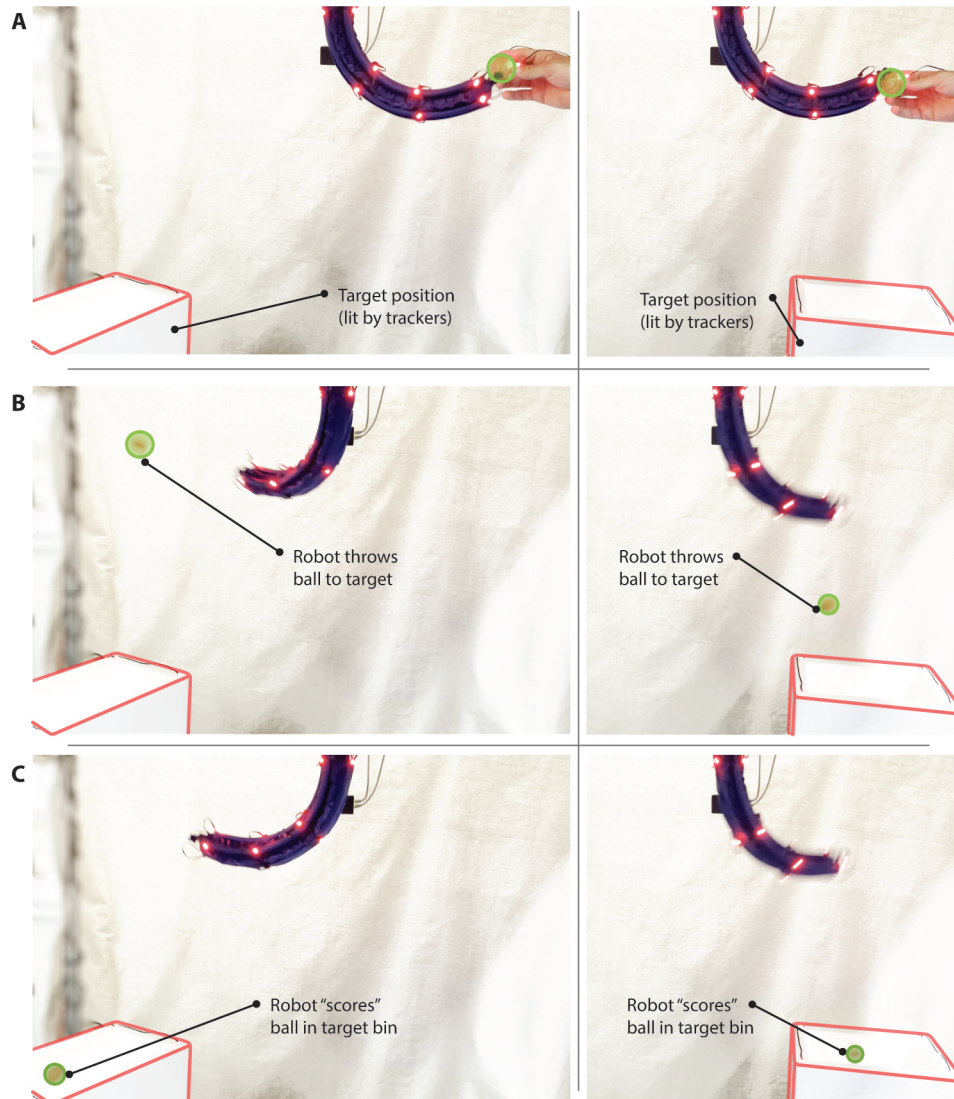 A
Target position
(lit by trackers)
Target position
(lit by trackers)
B
Robot throws
ball to target
Robot throws
ball to target
C
Robot “scores”
ball in target bin
Robot “scores”
ball in target bin